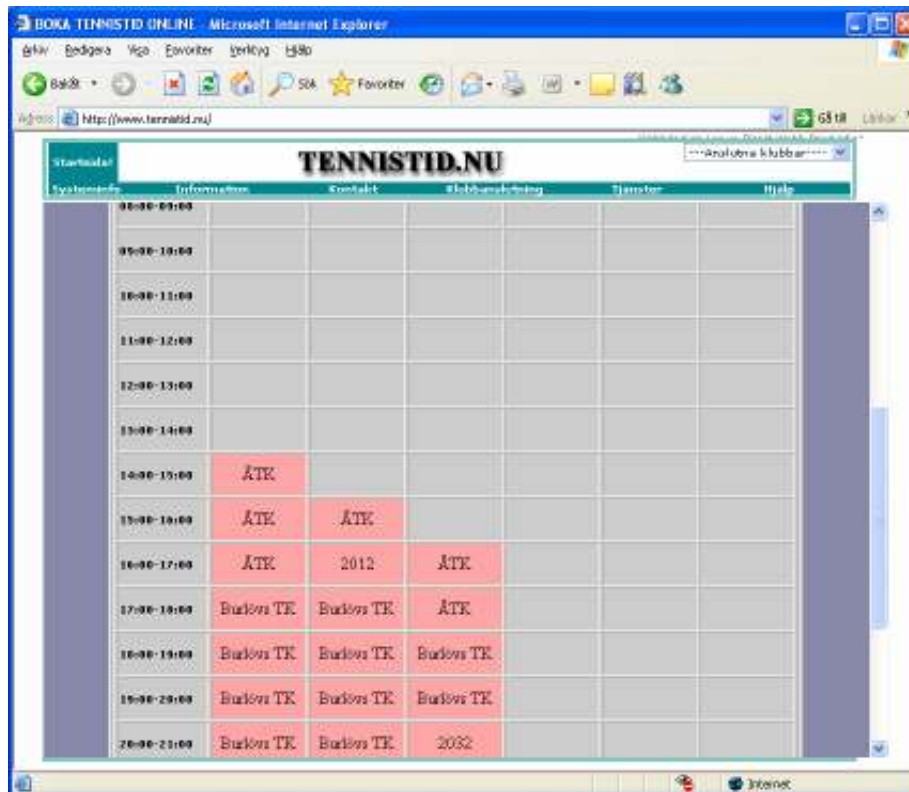 BOKA TENNISTID ONLINE - Microsoft Internet Explorer
Arkiv Redigera Visa Favoriter Verktyg Hjälp
Bakåt Sök Favoriter
Adress http://www.tennistid.nu/ Gå till Länkar
Startsida! TENNISTID.NU ---Anslutna klubbar----
Systeminfo Information Kontakt Klubbanslutning Tjänster Hjälp
08:00-09:00
09:00-10:00
10:00-11:00
11:00-12:00
12:00-13:00
13:00-14:00
14:00-15:00 ÅTK
15:00-16:00 ÅTK ÅTK
16:00-17:00 ÅTK 2012 ÅTK
17:00-18:00 Burlövs TK Burlövs TK ÅTK
18:00-19:00 Burlövs TK Burlövs TK Burlövs TK
19:00-20:00 Burlövs TK Burlövs TK Burlövs TK
20:00-21:00 Burlövs TK Burlövs TK 2032
Internet